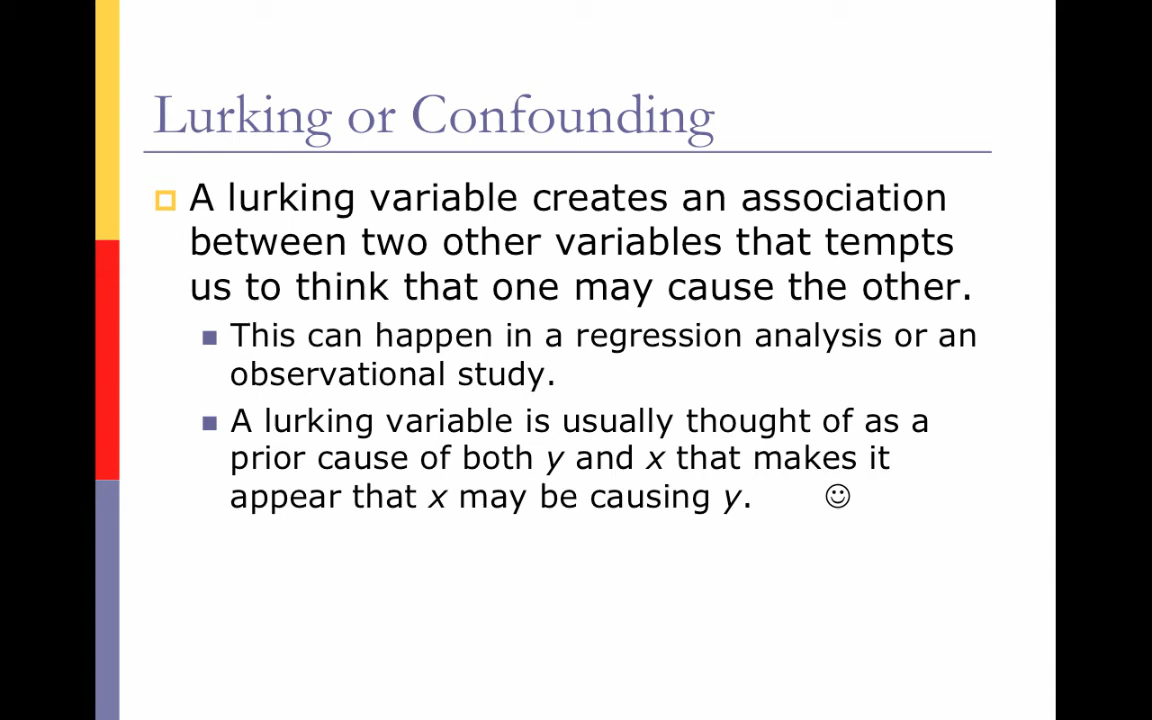 Lurking or Confounding
A lurking variable creates an association
between two other variables that tempts
us to think that one may cause the other.
This can happen in a regression analysis or an
observational study.
A lurking variable is usually thought of as a
prior cause of both y and x that makes it
appear that x may be causing y. ☺